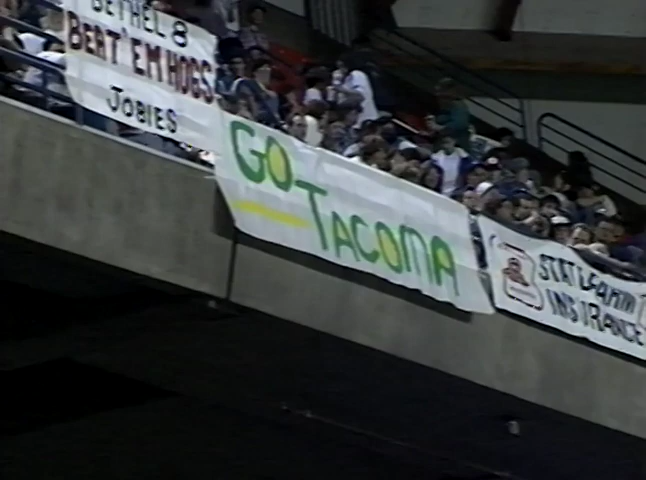 BETHEL 8
BEAT 'EM HOGS
JOBIES
GO
TACOMA
STATE FARM
INSURANCE